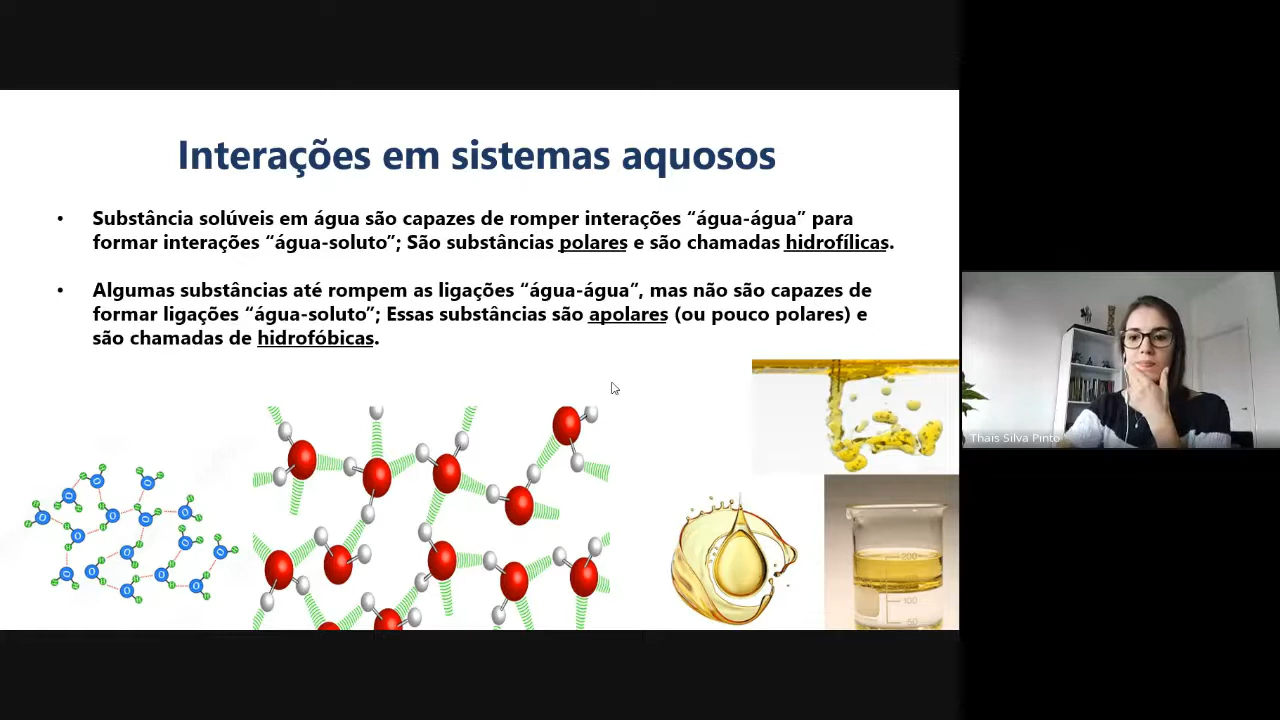 Interações em sistemas aquosos
• Substância solúveis em água são capazes de romper interações “água-água” para
formar interações “água-soluto”; São substâncias polares e são chamadas hidrofílicas.
• Algumas substâncias até rompem as ligações “água-água”, mas não são capazes de
formar ligações “água-soluto”; Essas substâncias são apolares (ou pouco polares) e
são chamadas de hidrofóbicas.
200
100
Thais Silva Pinto